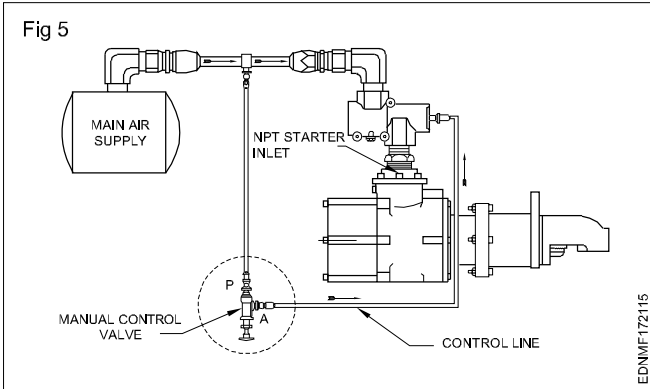 Fig 5
MAIN AIR
SUPPLY
NPT STARTER
INLET
P
A
MANUAL CONTROL
VALVE
CONTROL LINE
EDNMF172115